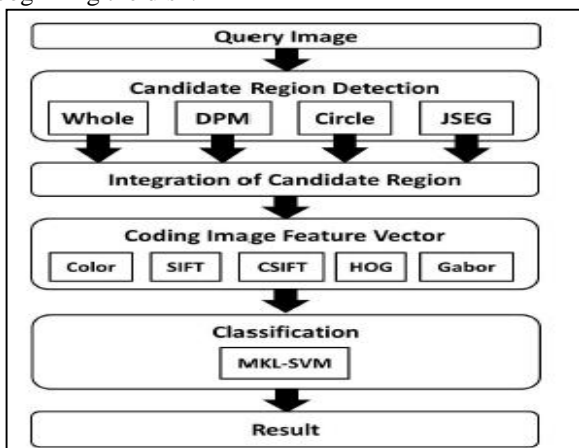 Query Image
Candidate Region Detection
Whole DPM Circle JSEG
Integration of Candidate Region
Coding Image Feature Vector
Color SIFT CSIFT HOG Gabor
Classification
MKL-SVM
Result